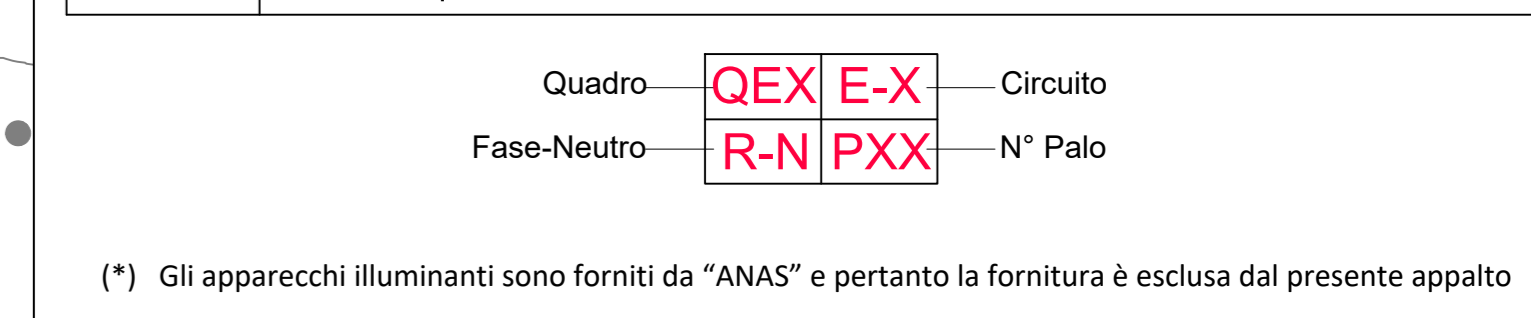 Quadro QEX E-X Circuito
Fase-Neutro R-N PXX N° Palo
(*) Gli apparecchi illuminanti sono forniti da “ANAS” e pertanto la fornitura è esclusa dal presente appalto